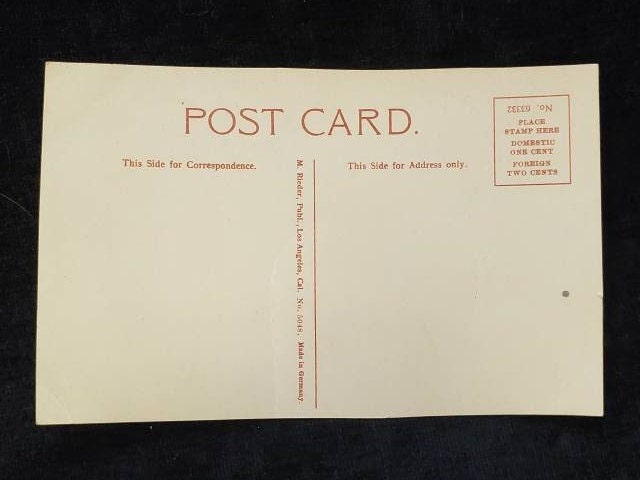 POST CARD.
This Side for Correspondence.
M. Rieder, Publ., Los Angeles, Cal. No. 5048. Made in Germany.
This Side for Address only.
No. 63332
PLACE
STAMP HERE
DOMESTIC
ONE CENT
FOREIGN
TWO CENTS